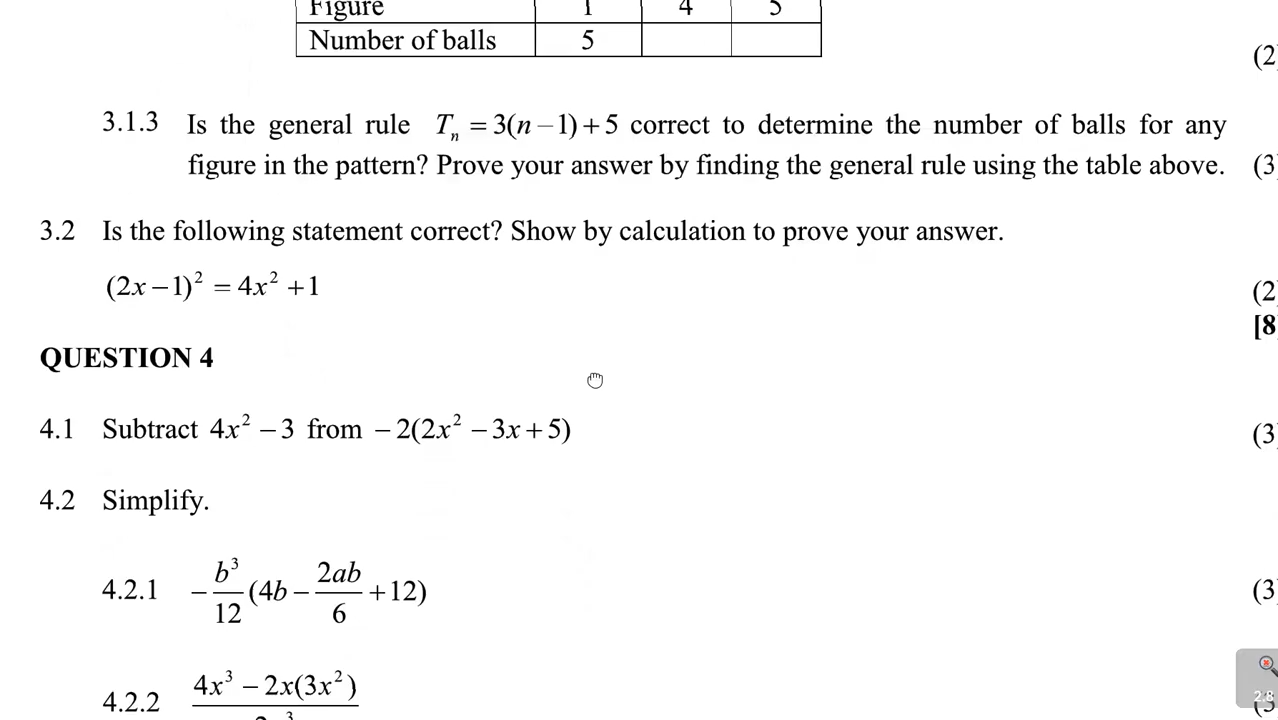 Figure 1 4 5
Number of balls 5
(2
3.1.3 Is the general rule Tₙ = 3(n − 1) + 5 correct to determine the number of balls for any
figure in the pattern? Prove your answer by finding the general rule using the table above. (3
3.2 Is the following statement correct? Show by calculation to prove your answer.
(2x − 1)² = 4x² + 1 (2
[8
QUESTION 4
4.1 Subtract 4x² − 3 from − 2(2x² − 3x + 5) (3
4.2 Simplify.
4.2.1 − b³/12 (4b − 2ab/6 + 12) (3
4.2.2 4x³ − 2x(3x²)
2.8